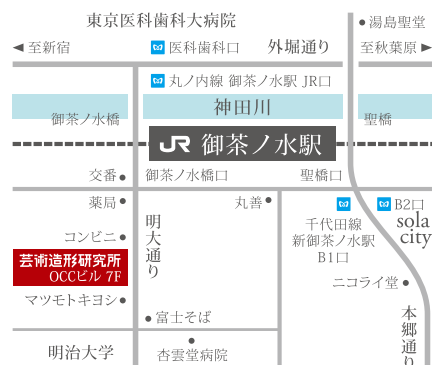 東京医科歯科大病院
湯島聖堂
至新宿
医科歯科口
外堀通り
至秋葉原
丸ノ内線 御茶ノ水駅 JR口
神田川
御茶ノ水橋
聖橋
JR 御茶ノ水駅
交番
御茶ノ水橋口
聖橋口
薬局
丸善
B2口
sola
city
明大通り
千代田線
新御茶ノ水駅
B1口
コンビニ
芸術造形研究所
OCCビル 7F
ニコライ堂
マツモトキヨシ
本郷通り
富士そば
明治大学
杏雲堂病院